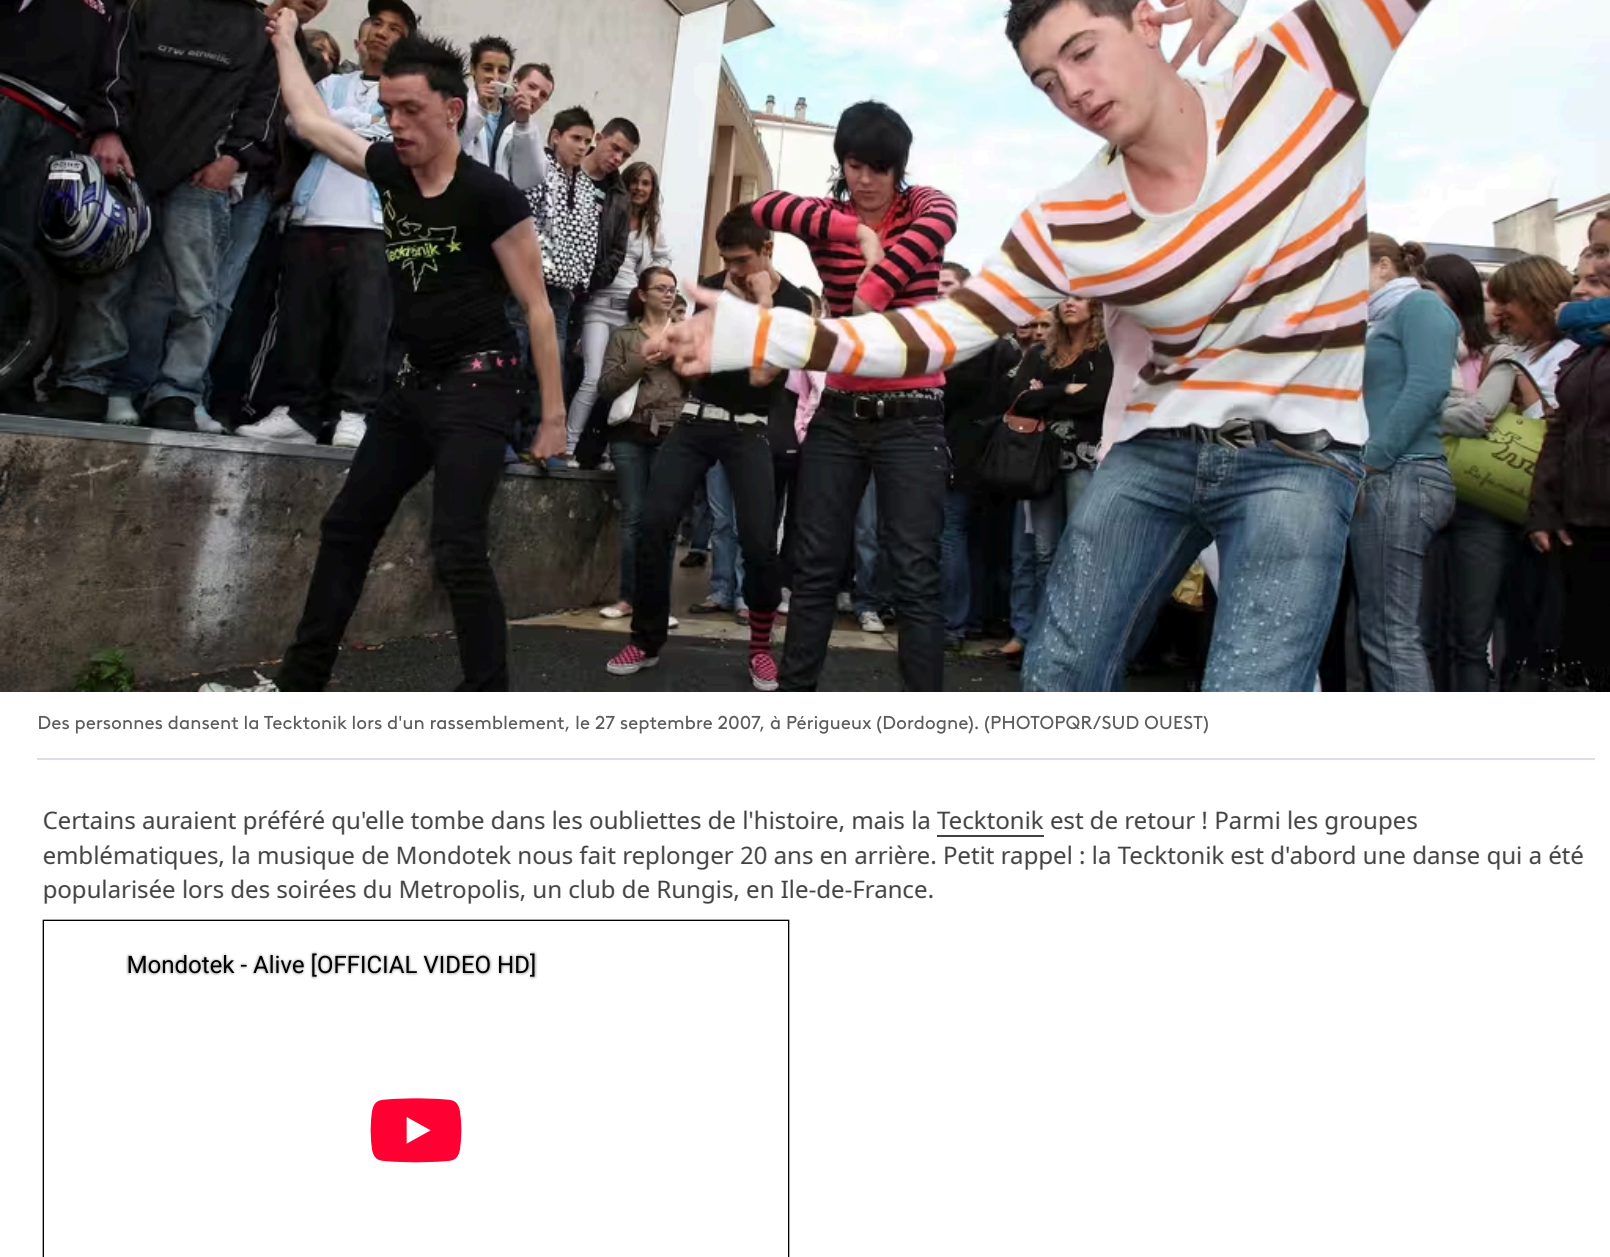 OTW athletic
Tecktonik
Des personnes dansent la Tecktonik lors d'un rassemblement, le 27 septembre 2007, à Périgueux (Dordogne). (PHOTOPQR/SUD OUEST)
Certains auraient préféré qu'elle tombe dans les oubliettes de l'histoire, mais la Tecktonik est de retour ! Parmi les groupes
emblématiques, la musique de Mondotek nous fait replonger 20 ans en arrière. Petit rappel : la Tecktonik est d'abord une danse qui a été
popularisée lors des soirées du Metropolis, un club de Rungis, en Ile-de-France.
Mondotek - Alive [OFFICIAL VIDEO HD]